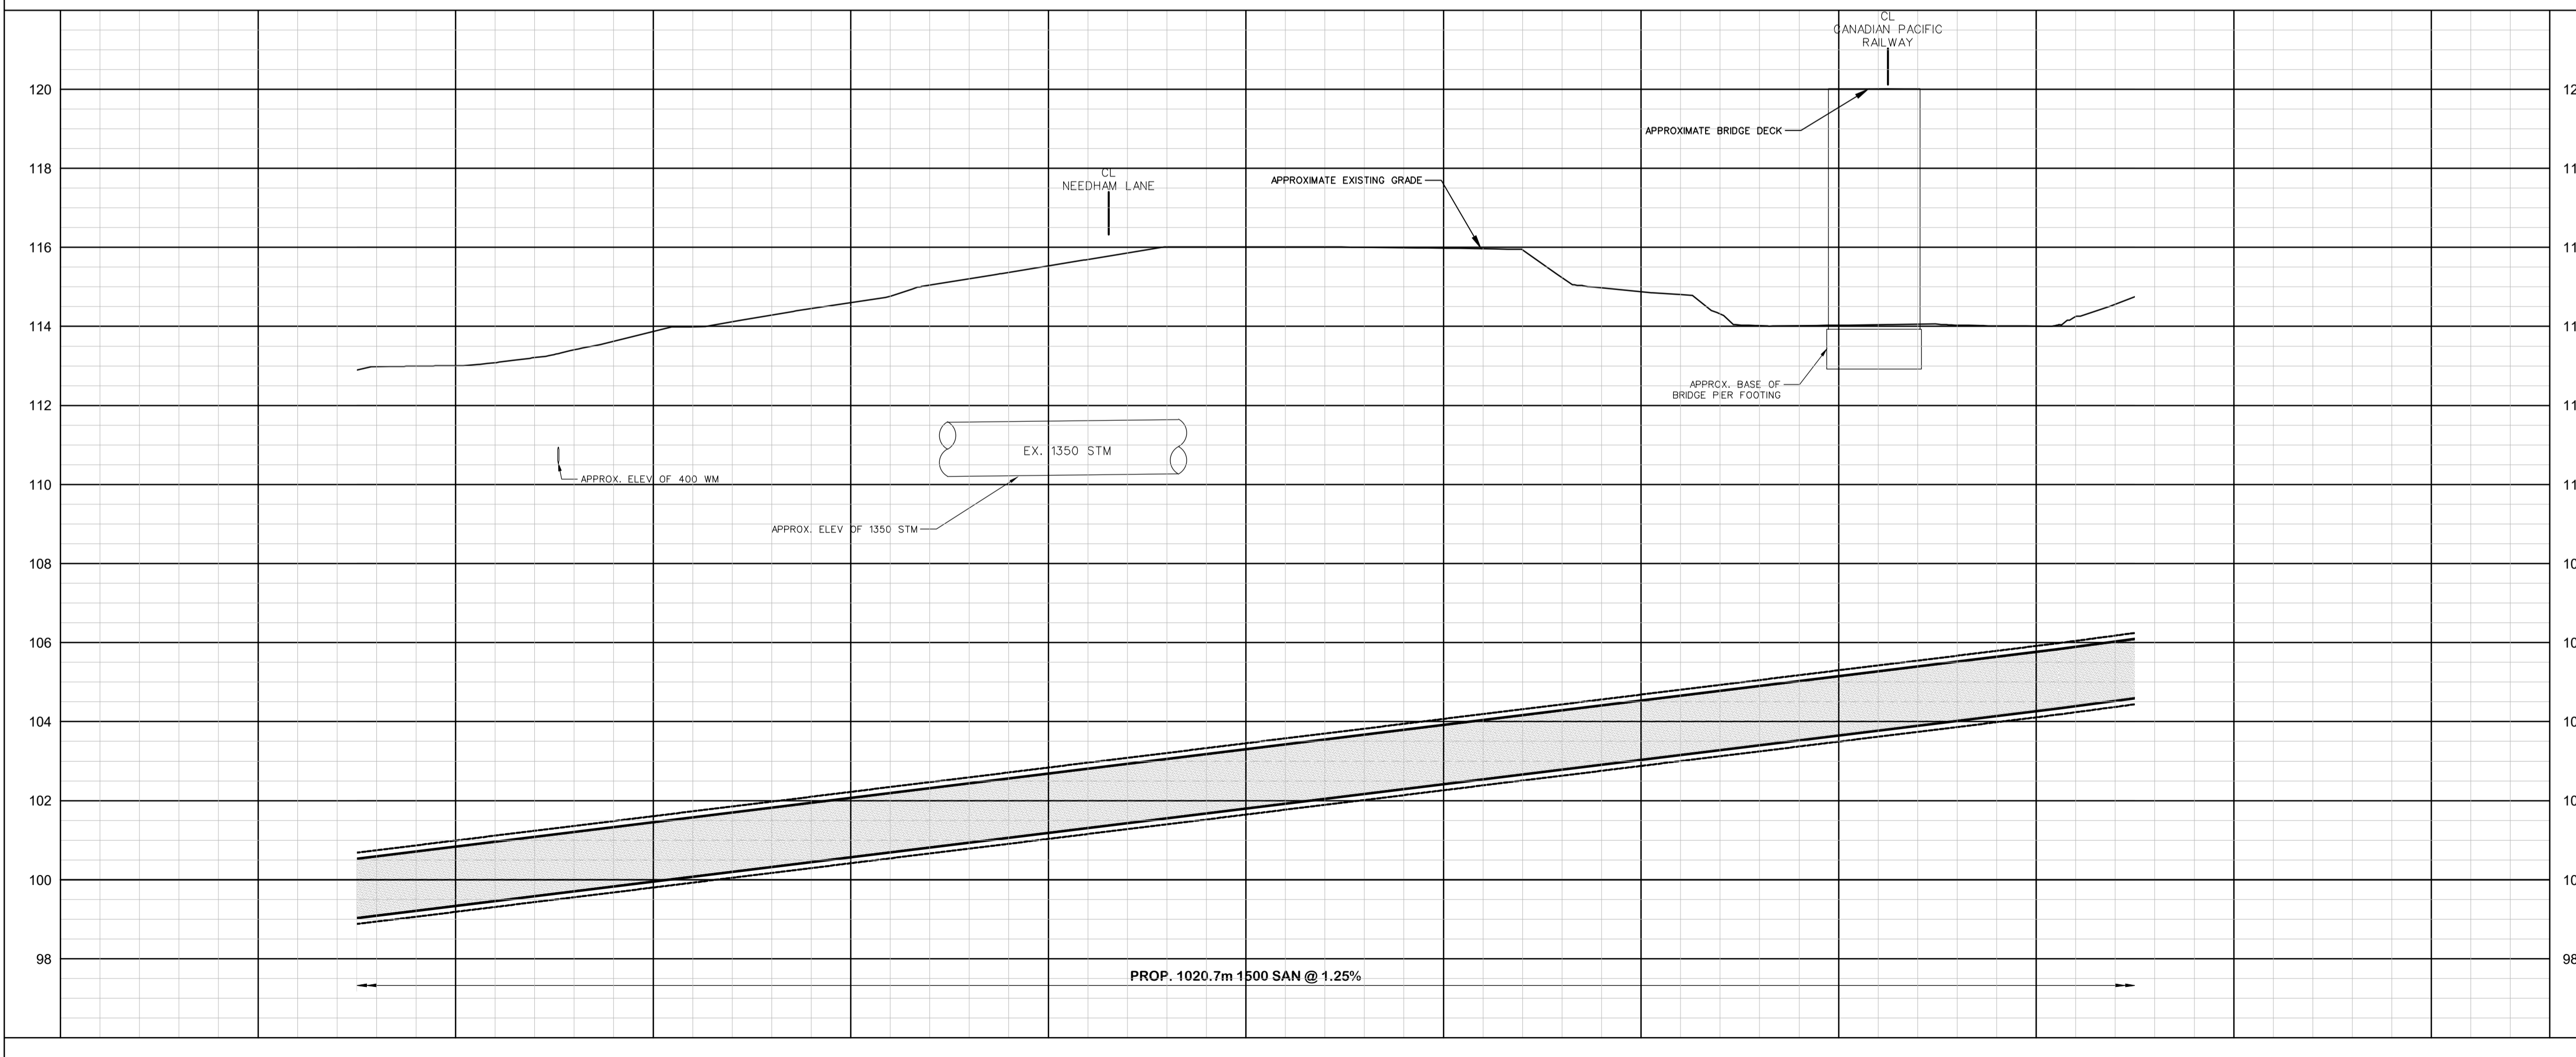 CL
CANADIAN PACIFIC
RAILWAY
120
APPROXIMATE BRIDGE DECK
118
CL
NEEDHAM LANE
APPROXIMATE EXISTING GRADE
116
114
APPROX. BASE OF
BRIDGE PIER FOOTING
112
EX. 1350 STM
110
APPROX. ELEV OF 400 WM
APPROX. ELEV OF 1350 STM
108
106
104
102
100
98
98
PROP. 1020.7m 1500 SAN @ 1.25%